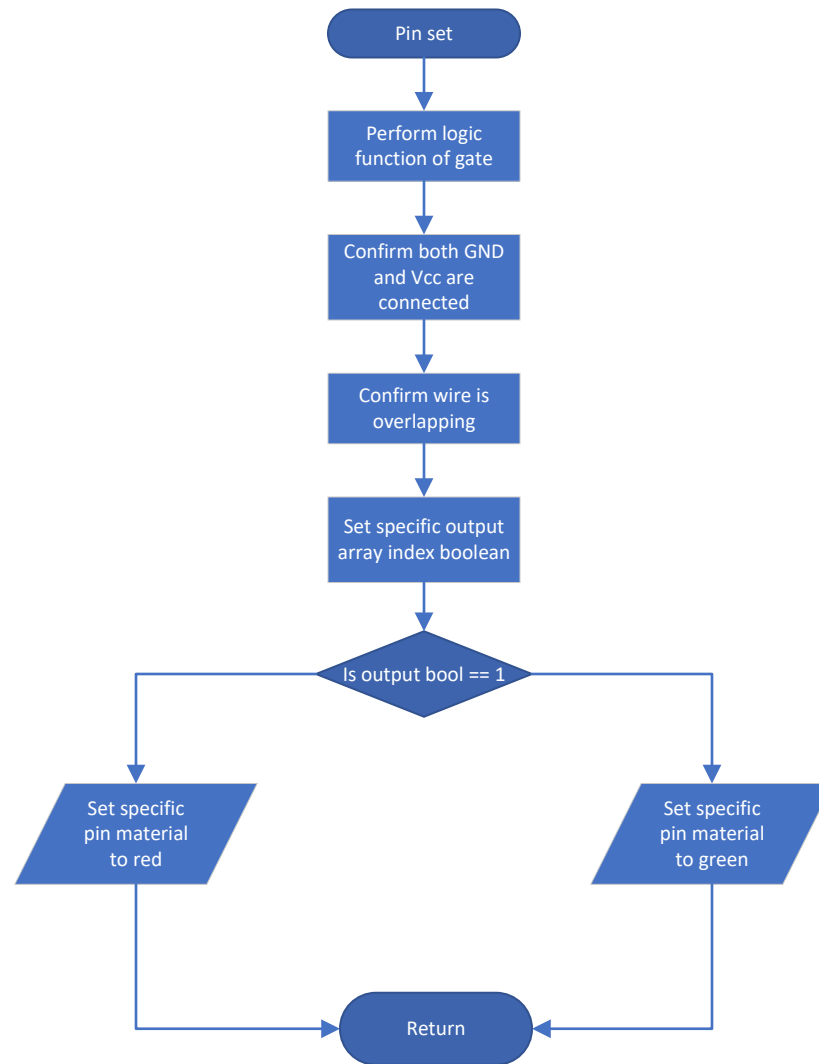 Pin set
Perform logic
function of gate
Confirm both GND
and Vcc are
connected
Confirm wire is
overlapping
Set specific output
array index boolean
Is output bool == 1
Set specific
pin material
to red
Set specific
pin material
to green
Return